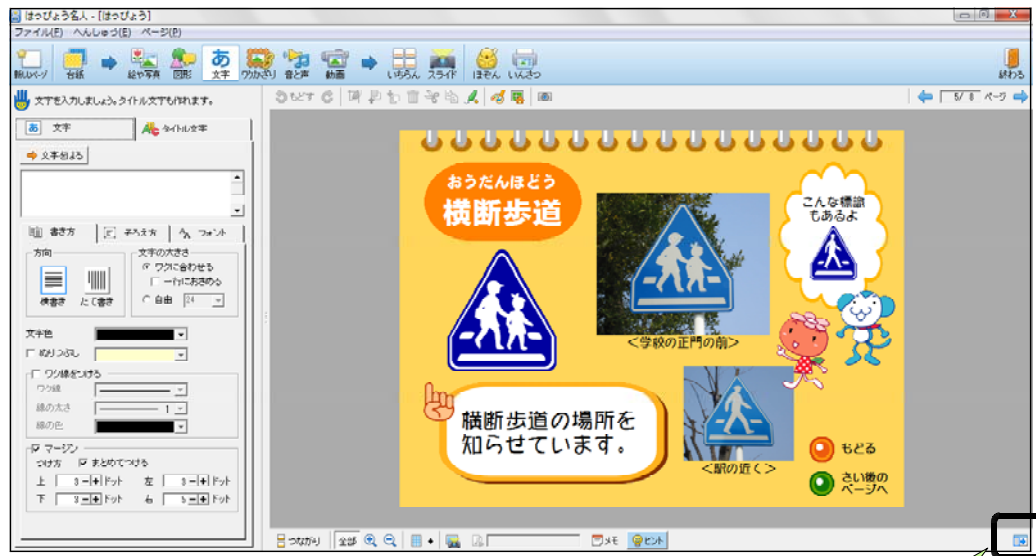 はっぴょう名人 - [はっぴょう]
ファイル(F) へんしゅう(E) ページ(P)
新しいページ 台紙 絵や写真 図形 文字 ワクかざり 音と声 動画 いちらん スライド ほぞん いんさつ 終わる
文字を入力しましょう。タイトル文字も作れます。
もどす 5/ 8 ページ
文字 タイトル文字
文字をはる
書き方 そろえ方 フォント
方向 文字の大きさ
ワクに合わせる
一行におさめる
横書き たて書き 自由 24
文字色
ぬりつぶし
ワク線をつける
ワク線
線の太さ 1
線の色
マージン
つけ方 まとめてつける
上 3 ドット 左 3 ドット
下 3 ドット 右 5 ドット
おうだんほどう
横断歩道
こんな標識
もあるよ
<学校の正門の前>
横断歩道の場所を
知らせています。
<駅の近く>
もどる
さい後の
ページへ
つながり 全部 メモ ヒント